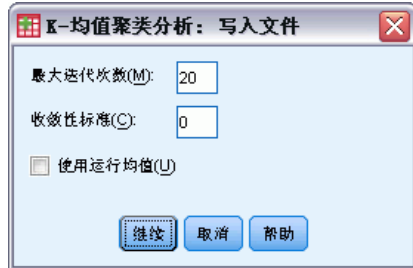 K-均值聚类分析：写入文件
最大迭代次数(M): 20
收敛性标准(C): 0
使用运行均值(U)
继续 取消 帮助